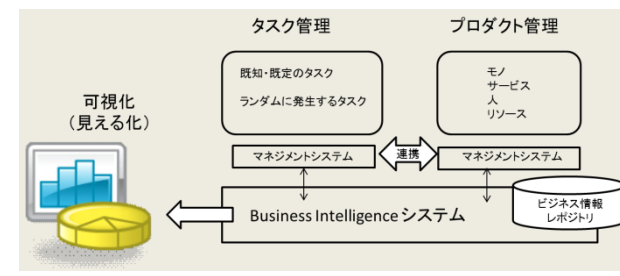 タスク管理
プロダクト管理
既知・既定のタスク
ランダムに発生するタスク
モノ
サービス
人
リソース
可視化
（見える化）
マネジメントシステム
連携
マネジメントシステム
Business Intelligence システム
ビジネス情報
レポジトリ